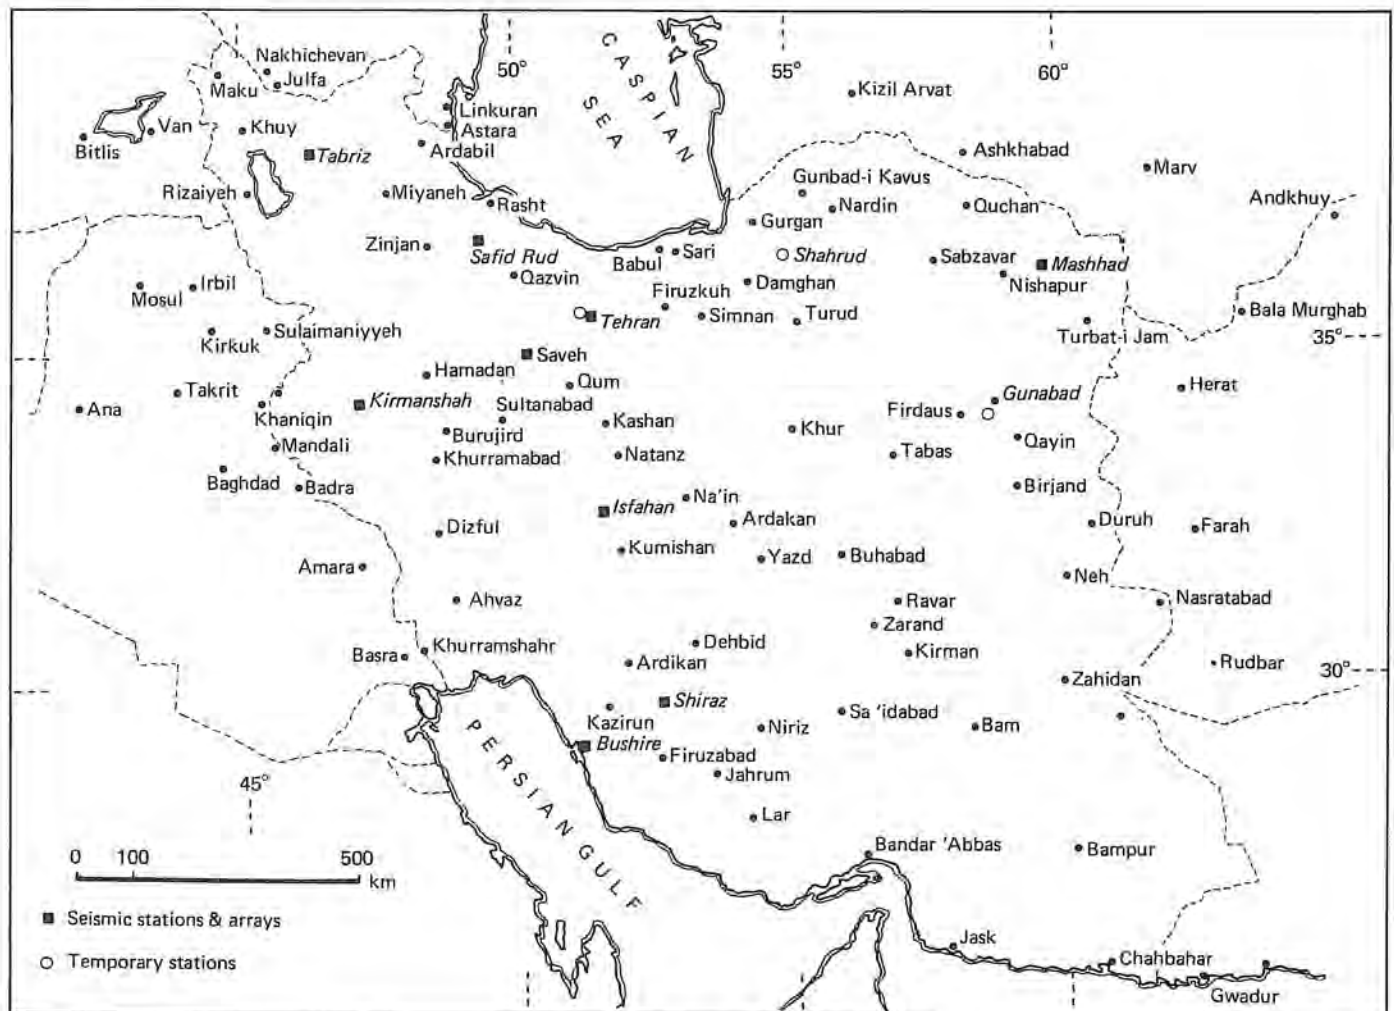 50°
55°
60°
CASPIAN
SEA
Nakhichevan
Maku
Julfa
Kizil Arvat
Linkuran
Van
Khuy
Astara
Bitlis
Tabriz
Ardabil
Ashkhabad
Marv
Gunbad-i Kavus
Rizaiyeh
Miyaneh
Rasht
Nardin
Quchan
Andkhuy
Gurgan
Zinjan
Safid Rud
Babul
Sari
Shahrud
Sabzavar
Mashhad
Qazvin
Nishapur
Mosul
Irbil
Firuzkuh
Damghan
Bala Murghab
Tehran
Simnan
Turud
Kirkuk
Sulaimaniyyeh
Turbat-i Jam
35°
Saveh
Hamadan
Qum
Herat
Takrit
Kirmanshah
Sultanabad
Gunabad
Ana
Khaniqin
Firdaus
Kashan
Khur
Burujird
Qayin
Mandali
Khurramabad
Natanz
Tabas
Baghdad
Badra
Birjand
Na'in
Isfahan
Ardakan
Duruh
Farah
Dizful
Kumishan
Yazd
Buhabad
Amara
Neh
Nasratabad
Ahvaz
Ravar
Zarand
Dehbid
Khurramshahr
Kirman
Basra
Ardikan
Rudbar
30°
Zahidan
Shiraz
Sa 'idabad
Kazirun
Niriz
Bam
Bushire
Firuzabad
PERSIAN GULF
Jahrum
45°
Lar
Bandar 'Abbas
Bampur
0 100 500
km
Seismic stations & arrays
Jask
Temporary stations
Chahbahar
Gwadur